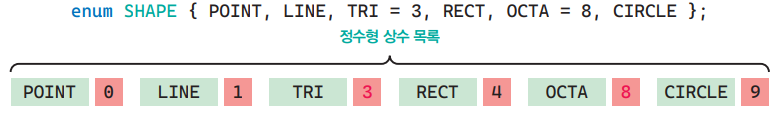 enum SHAPE { POINT, LINE, TRI = 3, RECT, OCTA = 8, CIRCLE };
정수형 상수 목록
POINT 0 LINE 1 TRI 3 RECT 4 OCTA 8 CIRCLE 9